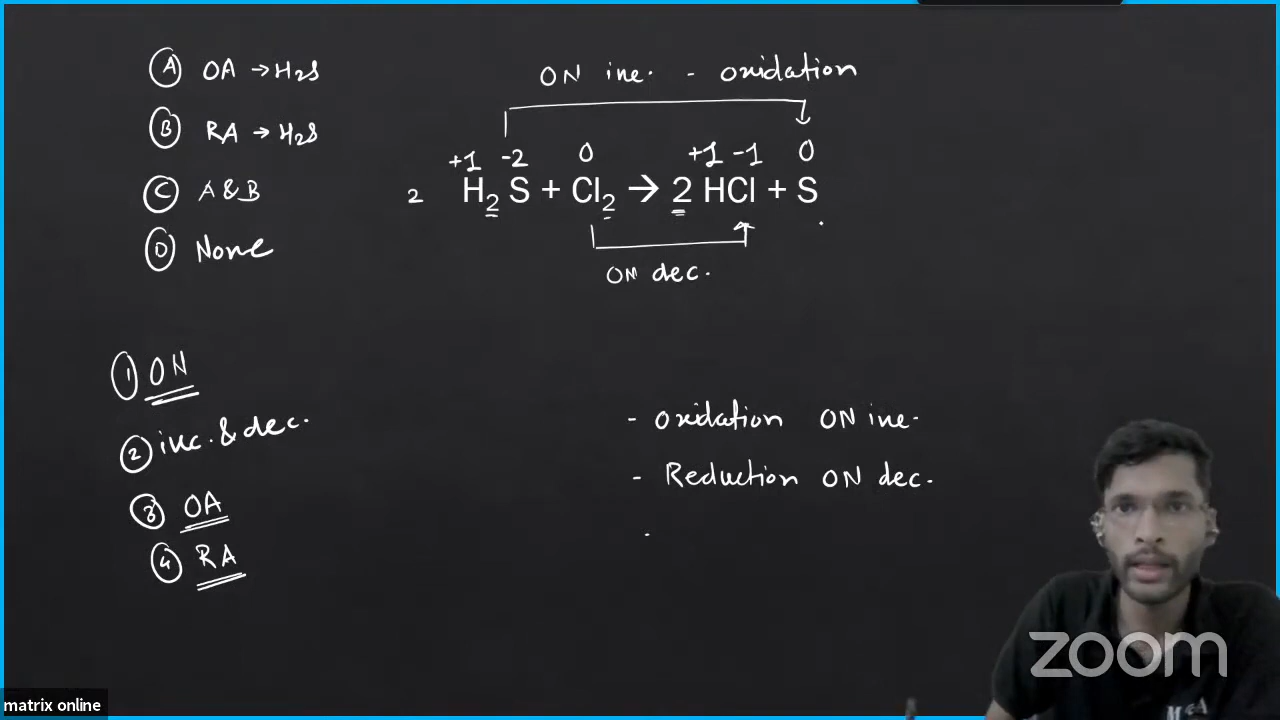 A OA → H2S
B RA → H2S
C A & B
D None
ON inc. - oxidation
+1 -2 0 +1 -1 0
2 H2 S + Cl2 → 2 HCl + S
ON dec.
1 ON
2 inc. & dec.
3 OA
4 RA
- Oxidation ON inc.
- Reduction ON dec.
zoom
matrix online